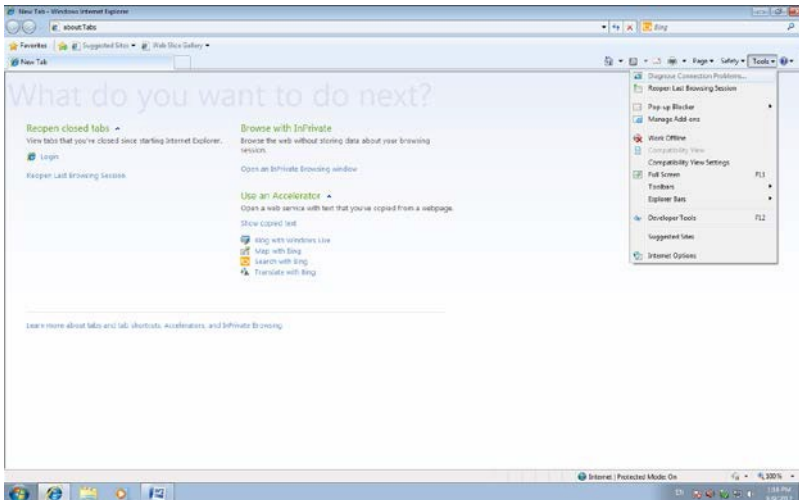 New Tab - Windows Internet Explorer
about:Tabs
Bing
Favorites Suggested Sites Web Slice Gallery
New Tab
Page Safety Tools
What do you want to do next?
Reopen closed tabs
View tabs that you've closed since starting Internet Explorer.
Login
Reopen Last Browsing Session
Browse with InPrivate
Browse the web without storing data about your browsing
session.
Open an InPrivate Browsing window
Use an Accelerator
Open a web service with text that you've copied from a webpage.
Show copied text
Blog with Windows Live
Map with Bing
Search with Bing
Translate with Bing
Learn more about tabs and tab shortcuts, Accelerators, and InPrivate Browsing
Diagnose Connection Problems...
Reopen Last Browsing Session
Pop-up Blocker
Manage Add-ons
Work Offline
Compatibility View
Compatibility View Settings
Full Screen F11
Toolbars
Explorer Bars
Developer Tools F12
Suggested Sites
Internet Options
Internet | Protected Mode: On
100%
EN
1:58 PM